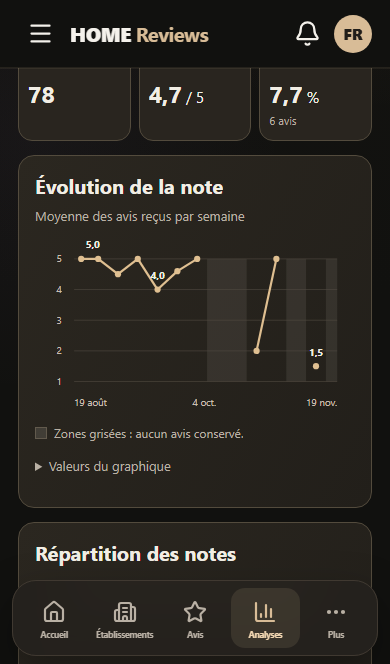 HOME Reviews
FR
78
4,7 / 5
7,7 %
6 avis
Évolution de la note
Moyenne des avis reçus par semaine
5,0
5
4,0
4
3
2
1,5
1
19 août
4 oct.
19 nov.
Zones grisées : aucun avis conservé.
Valeurs du graphique
Répartition des notes
Accueil
Établissements
Avis
Analyses
Plus